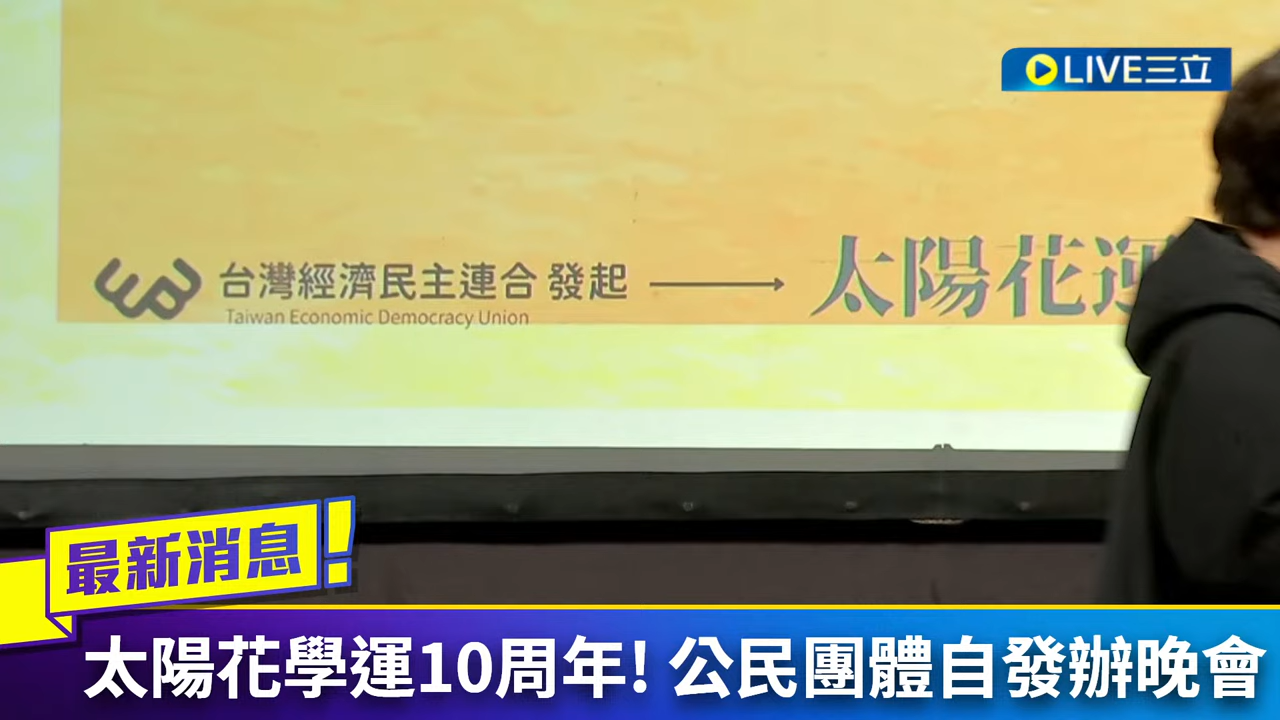 LIVE三立
台灣經濟民主連合 發起
Taiwan Economic Democracy Union
太陽花運
最新消息!
太陽花學運10周年! 公民團體自發辦晚會